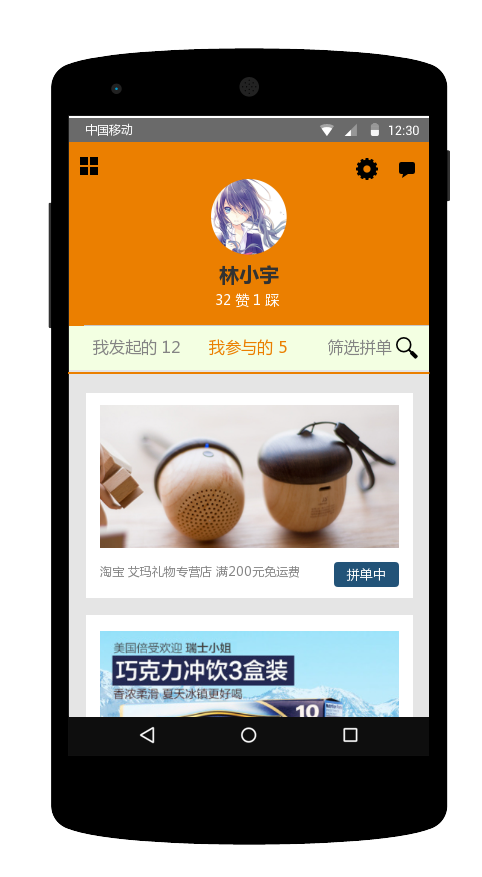 中国移动 12:30
林小宇
32 赞 1 踩
我发起的 12 我参与的 5 筛选拼单
淘宝 艾玛礼物专营店 满200元免运费 拼单中
美国倍受欢迎 瑞士小姐
巧克力冲饮3盒装
香浓柔滑 夏天冰镇更好喝
10